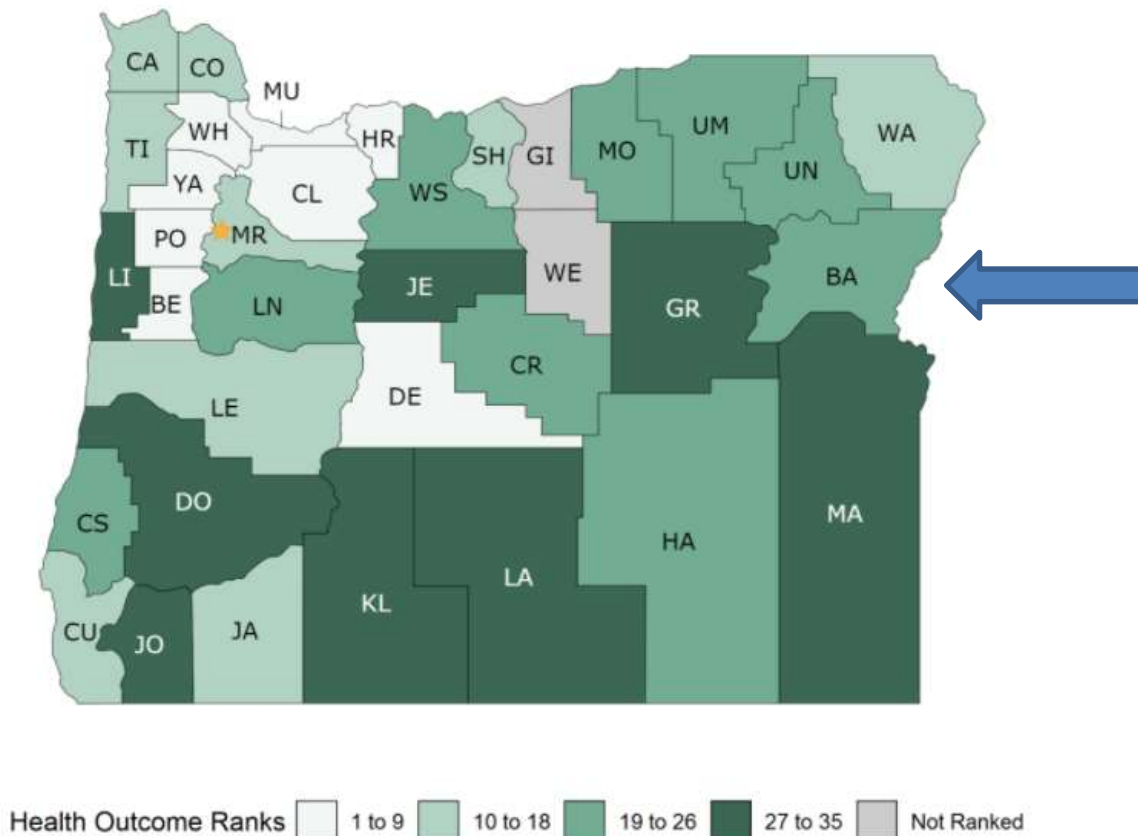 CA
CO
MU
WH
HR
SH
GI
MO
UM
WA
TI
UN
YA
CL
WS
PO
MR
LI
BE
LN
JE
WE
GR
BA
CR
DE
LE
DO
CS
HA
MA
LA
KL
CU
JO
JA
Health Outcome Ranks 1 to 9 10 to 18 19 to 26 27 to 35 Not Ranked